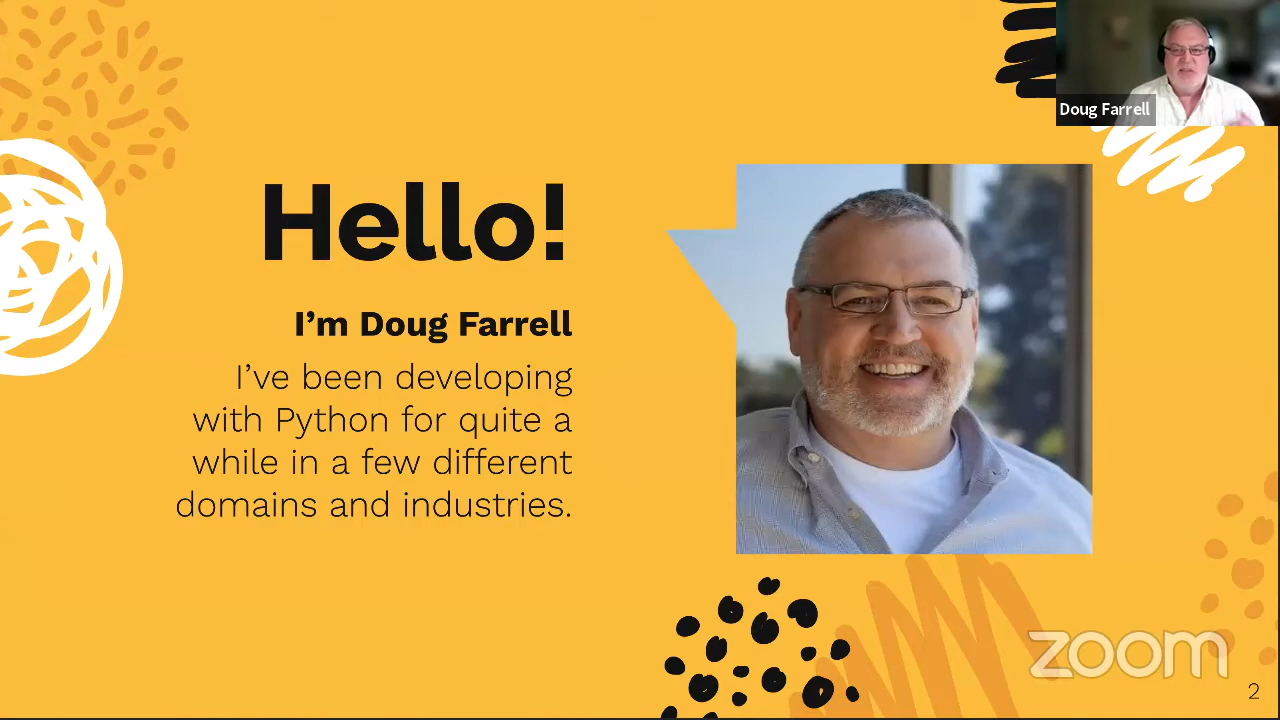 Doug Farrell
Hello!
I’m Doug Farrell
I’ve been developing
with Python for quite a
while in a few different
domains and industries.
zoom
2